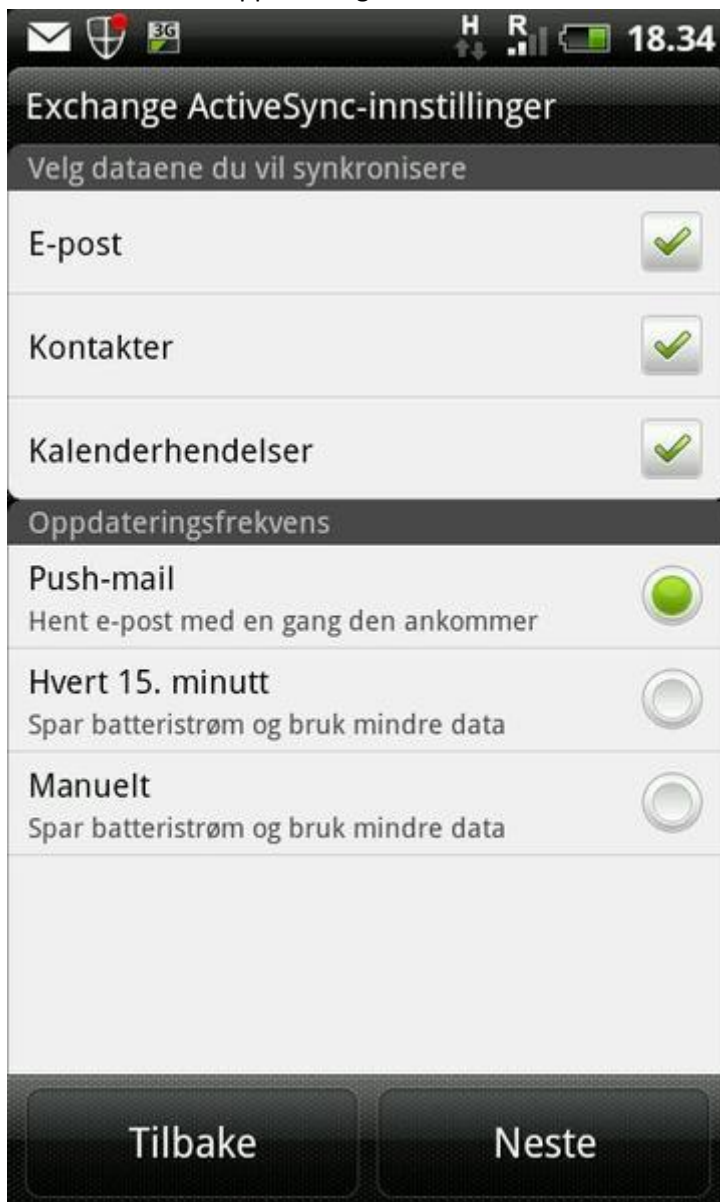 3G
H
R
18.34
Exchange ActiveSync-innstillinger
Velg dataene du vil synkronisere
E-post
Kontakter
Kalenderhendelser
Oppdateringsfrekvens
Push-mail
Hent e-post med en gang den ankommer
Hvert 15. minutt
Spar batteristrøm og bruk mindre data
Manuelt
Spar batteristrøm og bruk mindre data
Tilbake
Neste